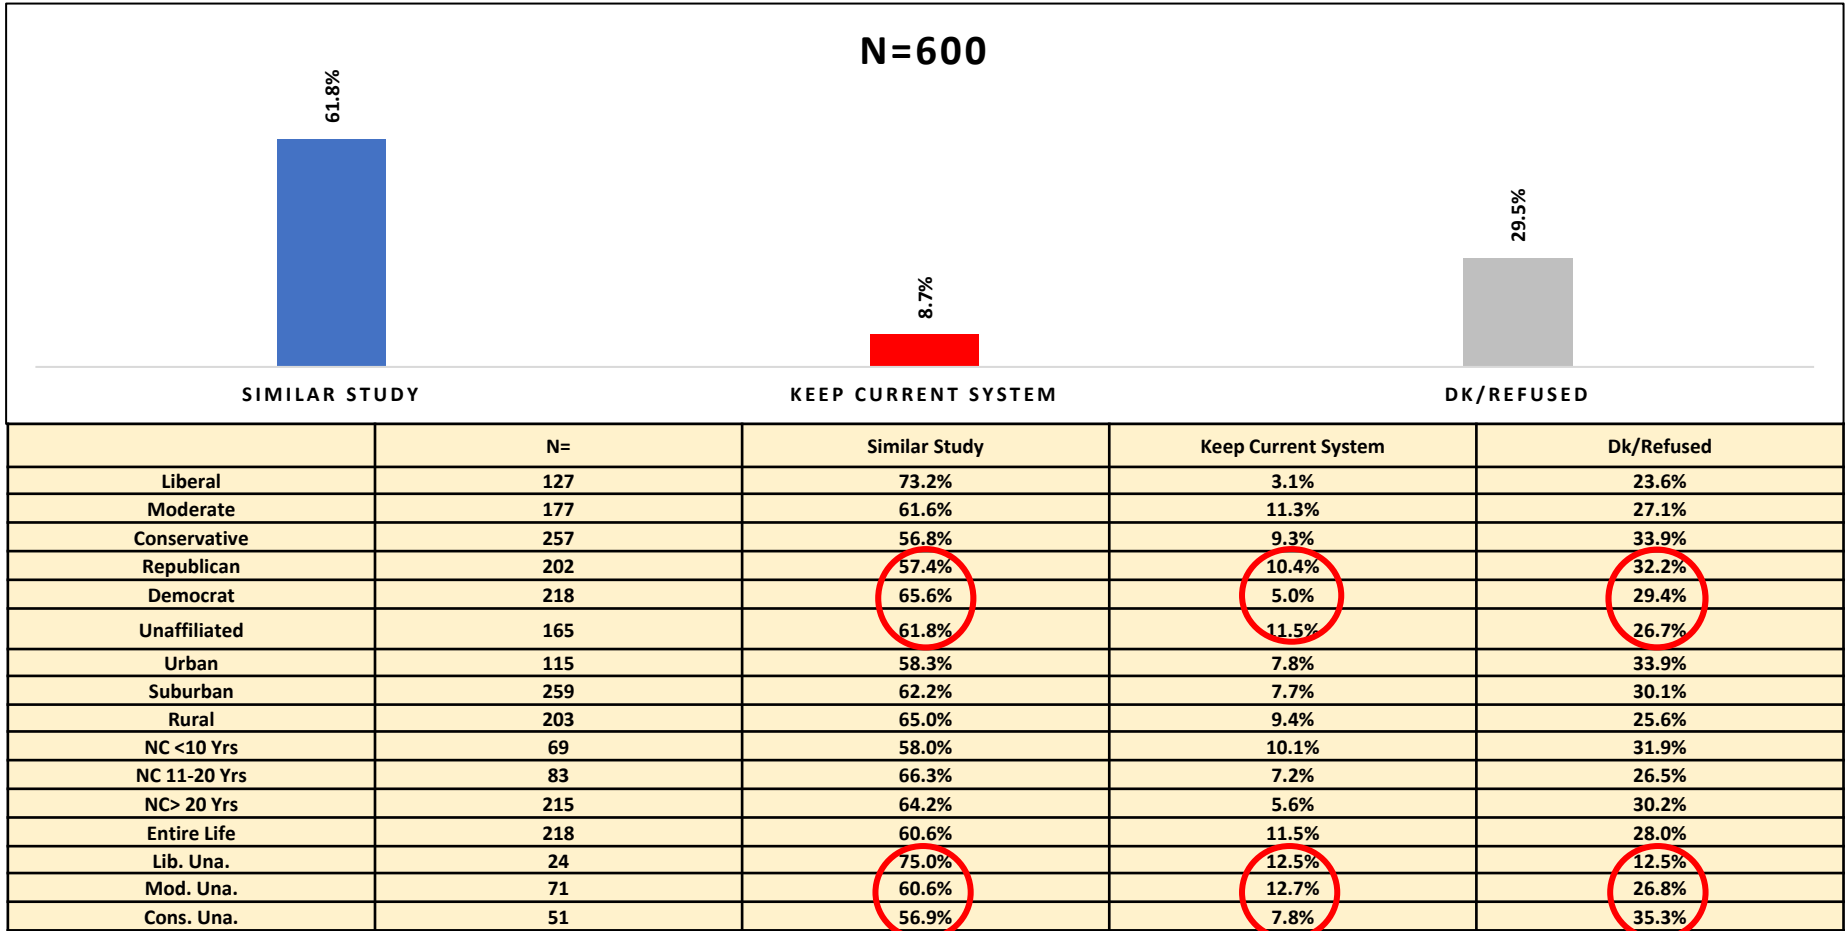 N=600
61.8%
8.7%
29.5%
SIMILAR STUDY KEEP CURRENT SYSTEM DK/REFUSED
N= Similar Study Keep Current System Dk/Refused
Liberal 127 73.2% 3.1% 23.6%
Moderate 177 61.6% 11.3% 27.1%
Conservative 257 56.8% 9.3% 33.9%
Republican 202 57.4% 10.4% 32.2%
Democrat 218 65.6% 5.0% 29.4%
Unaffiliated 165 61.8% 11.5% 26.7%
Urban 115 58.3% 7.8% 33.9%
Suburban 259 62.2% 7.7% 30.1%
Rural 203 65.0% 9.4% 25.6%
NC <10 Yrs 69 58.0% 10.1% 31.9%
NC 11-20 Yrs 83 66.3% 7.2% 26.5%
NC> 20 Yrs 215 64.2% 5.6% 30.2%
Entire Life 218 60.6% 11.5% 28.0%
Lib. Una. 24 75.0% 12.5% 12.5%
Mod. Una. 71 60.6% 12.7% 26.8%
Cons. Una. 51 56.9% 7.8% 35.3%